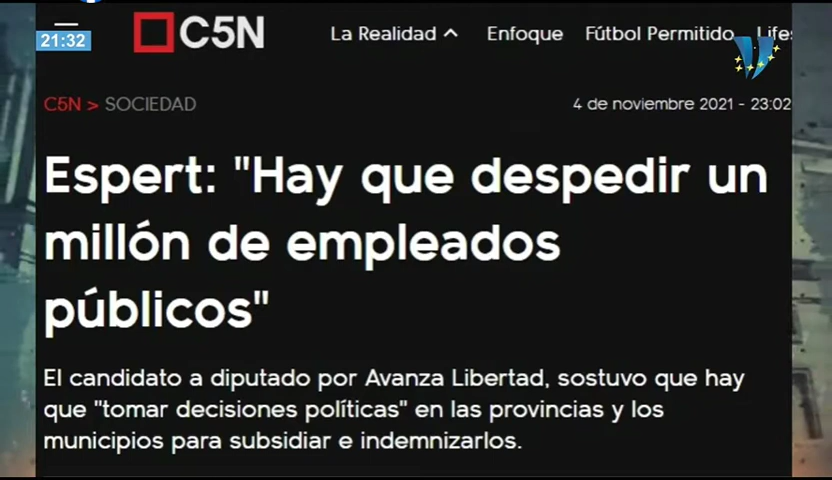 21:32
C5N
La Realidad Enfoque Fútbol Permitido
C5N > SOCIEDAD
4 de noviembre 2021 - 23:02
Espert: "Hay que despedir un
millón de empleados
públicos"
El candidato a diputado por Avanza Libertad, sostuvo que hay
que "tomar decisiones políticas" en las provincias y los
municipios para subsidiar e indemnizarlos.